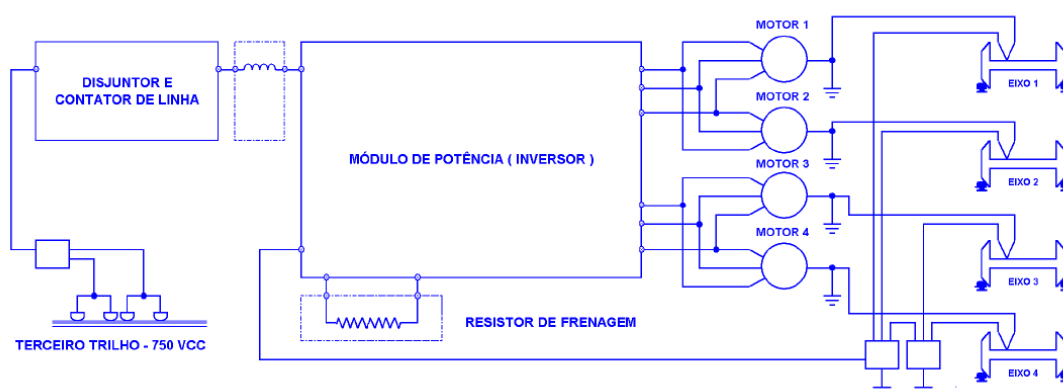 DISJUNTOR E
CONTATOR DE LINHA
TERCEIRO TRILHO - 750 VCC
MÓDULO DE POTÊNCIA ( INVERSOR )
RESISTOR DE FRENAGEM
MOTOR 1
MOTOR 2
MOTOR 3
MOTOR 4
EIXO 1
EIXO 2
EIXO 3
EIXO 4